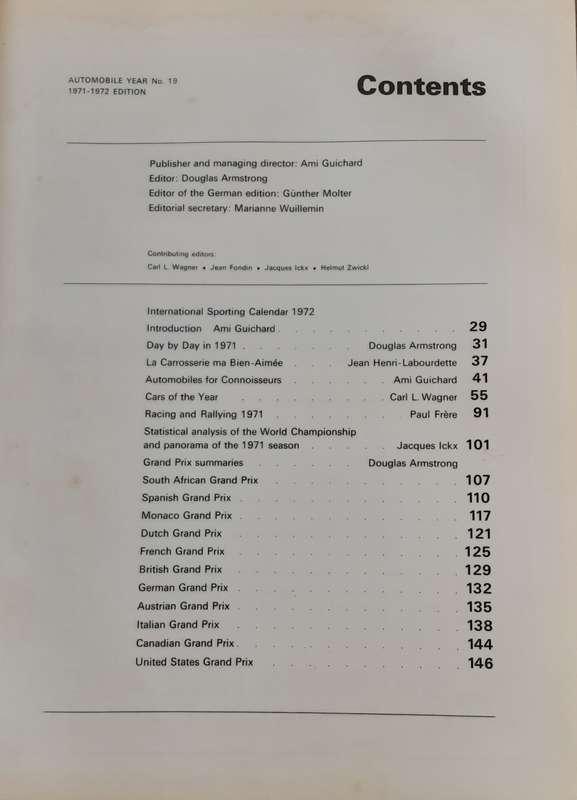 AUTOMOBILE YEAR No. 19
1971-1972 EDITION
Contents
Publisher and managing director: Ami Guichard
Editor: Douglas Armstrong
Editor of the German edition: Günther Molter
Editorial secretary: Marianne Wuillemin
Contributing editors:
Carl L. Wagner • Jean Fondin • Jacques Ickx • Helmut Zwickl
International Sporting Calendar 1972
Introduction Ami Guichard . . . . . . . . . . 29
Day by Day in 1971 . . . . . . . Douglas Armstrong 31
La Carrosserie ma Bien-Aimée . . . Jean Henri-Labourdette 37
Automobiles for Connoisseurs . . . . . . Ami Guichard 41
Cars of the Year . . . . . . . Carl L. Wagner 55
Racing and Rallying 1971 . . . . . . . Paul Frère 91
Statistical analysis of the World Championship
and panorama of the 1971 season . . . . . Jacques Ickx 101
Grand Prix summaries . . . . . Douglas Armstrong
South African Grand Prix . . . . . . . . . . 107
Spanish Grand Prix . . . . . . . . . . . 110
Monaco Grand Prix . . . . . . . . . . . 117
Dutch Grand Prix . . . . . . . . . . . 121
French Grand Prix . . . . . . . . . . . 125
British Grand Prix . . . . . . . . . . . 129
German Grand Prix . . . . . . . . . . . 132
Austrian Grand Prix . . . . . . . . . . . 135
Italian Grand Prix . . . . . . . . . . . 138
Canadian Grand Prix . . . . . . . . . . . 144
United States Grand Prix . . . . . . . . . 146